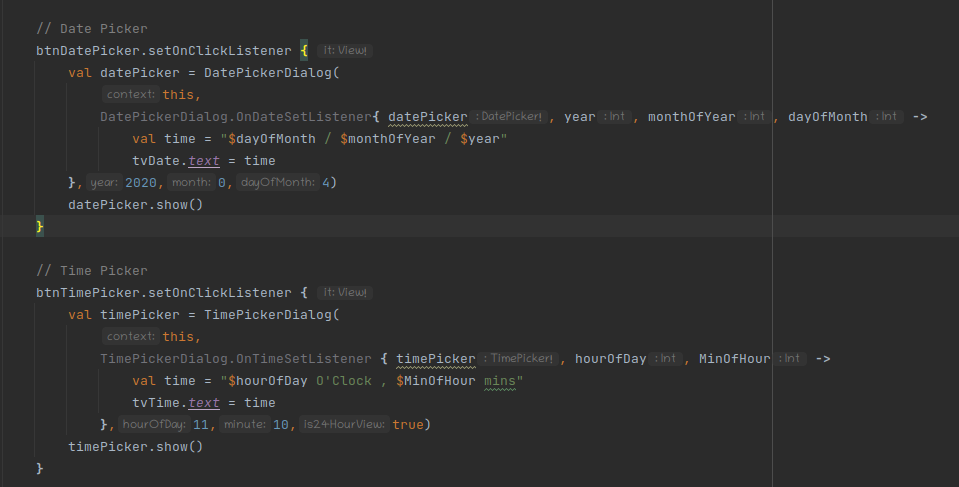 // Date Picker
btnDatePicker.setOnClickListener { it: View!
val datePicker = DatePickerDialog(
context: this,
DatePickerDialog.OnDateSetListener{ datePicker : DatePicker!, year : Int, monthOfYear : Int, dayOfMonth : Int ->
val time = "$dayOfMonth / $monthOfYear / $year"
tvDate.text = time
}, year: 2020, month: 0, dayOfMonth: 4)
datePicker.show()
}
// Time Picker
btnTimePicker.setOnClickListener { it: View!
val timePicker = TimePickerDialog(
context: this,
TimePickerDialog.OnTimeSetListener { timePicker : TimePicker!, hourOfDay : Int, MinOfHour : Int ->
val time = "$hourOfDay O'Clock , $MinOfHour mins"
tvTime.text = time
}, hourOfDay: 11, minute: 10, is24HourView: true)
timePicker.show()
}